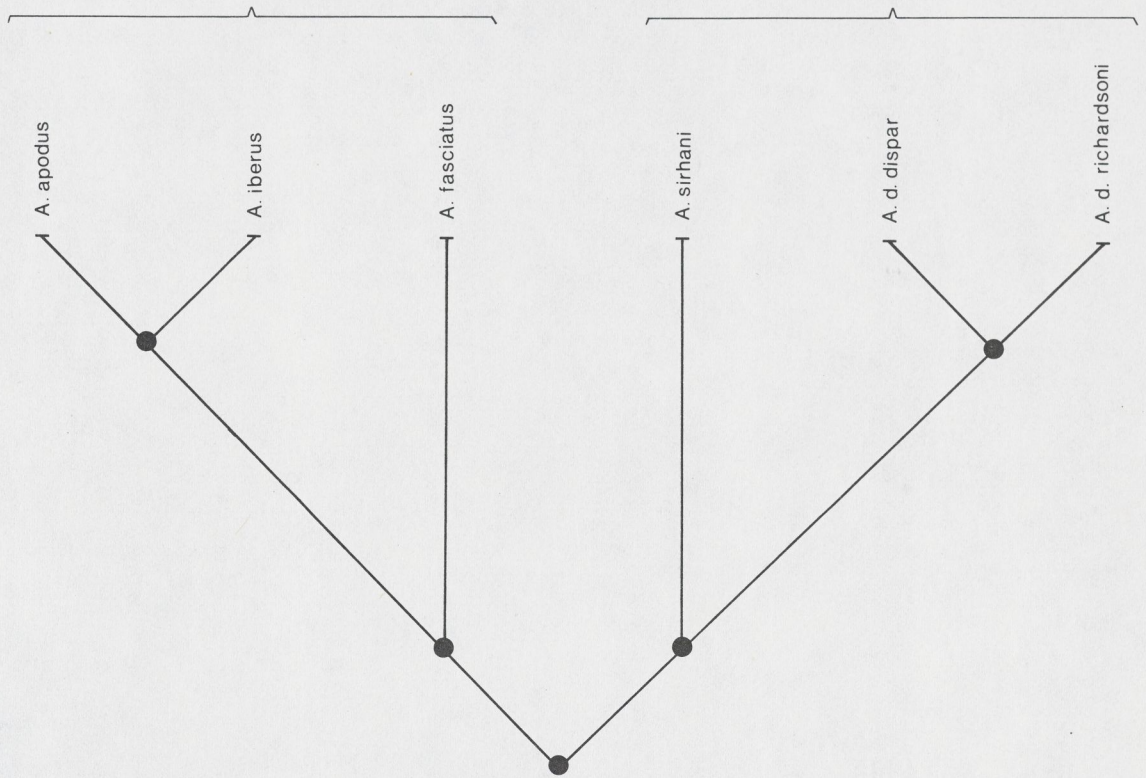 A. apodus
A. iberus
A. fasciatus
A. sirhani
A. d. dispar
A. d. richardsoni